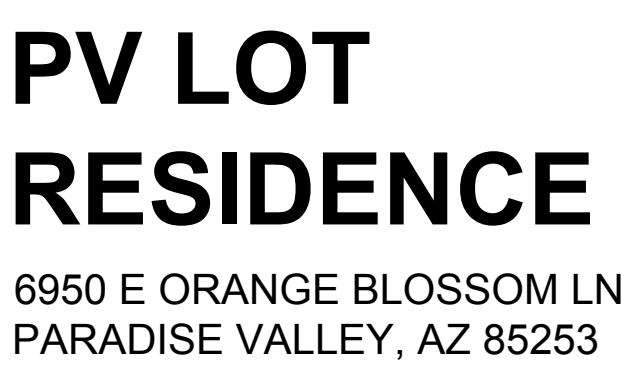 PV LOT
RESIDENCE
6950 E ORANGE BLOSSOM LN
PARADISE VALLEY, AZ 85253